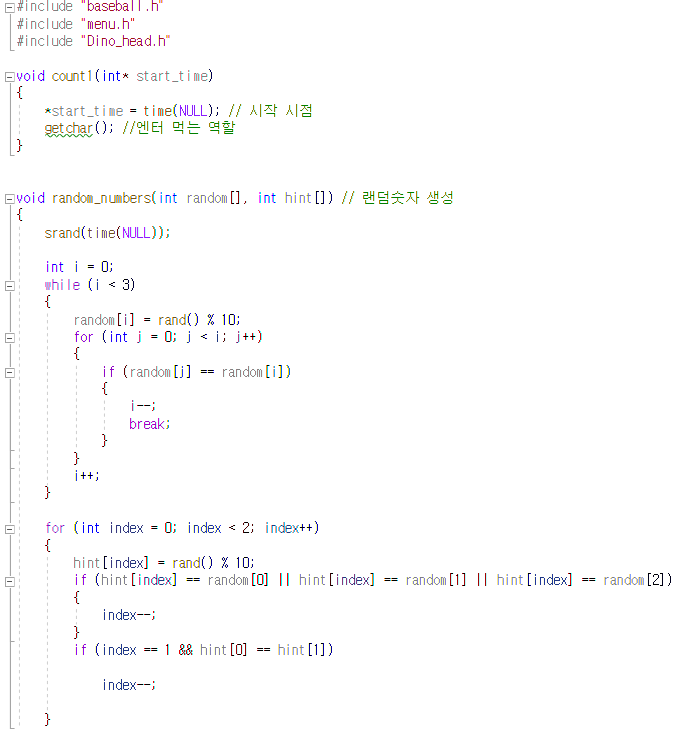 #include "baseball.h"
#include "menu.h"
#include "Dino_head.h"
void count1(int* start_time)
{
*start_time = time(NULL); // 시작 시점
getchar(); //엔터 먹는 역할
}
void random_numbers(int random[], int hint[]) // 랜덤숫자 생성
{
srand(time(NULL));
int i = 0;
while (i < 3)
{
random[i] = rand() % 10;
for (int j = 0; j < i; j++)
{
if (random[j] == random[i])
{
i--;
break;
}
}
i++;
}
for (int index = 0; index < 2; index++)
{
hint[index] = rand() % 10;
if (hint[index] == random[0] || hint[index] == random[1] || hint[index] == random[2])
{
index--;
}
if (index == 1 && hint[0] == hint[1])
index--;
}